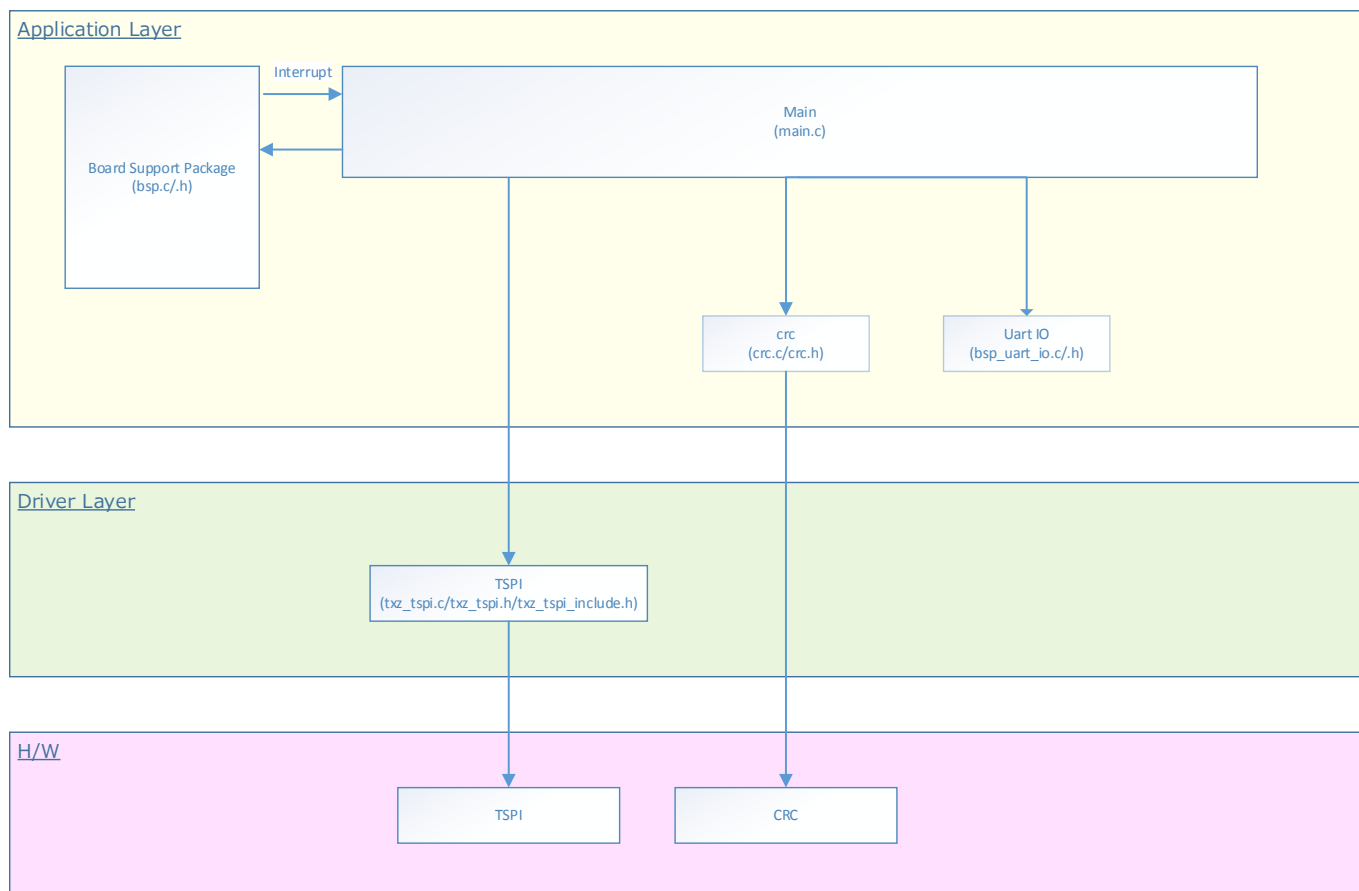 Application Layer
Interrupt
Main
(main.c)
Board Support Package
(bsp.c/.h)
crc
(crc.c/crc.h)
Uart IO
(bsp_uart_io.c/.h)
Driver Layer
TSPI
(txz_tspi.c/txz_tspi.h/txz_tspi_include.h)
H/W
TSPI
CRC